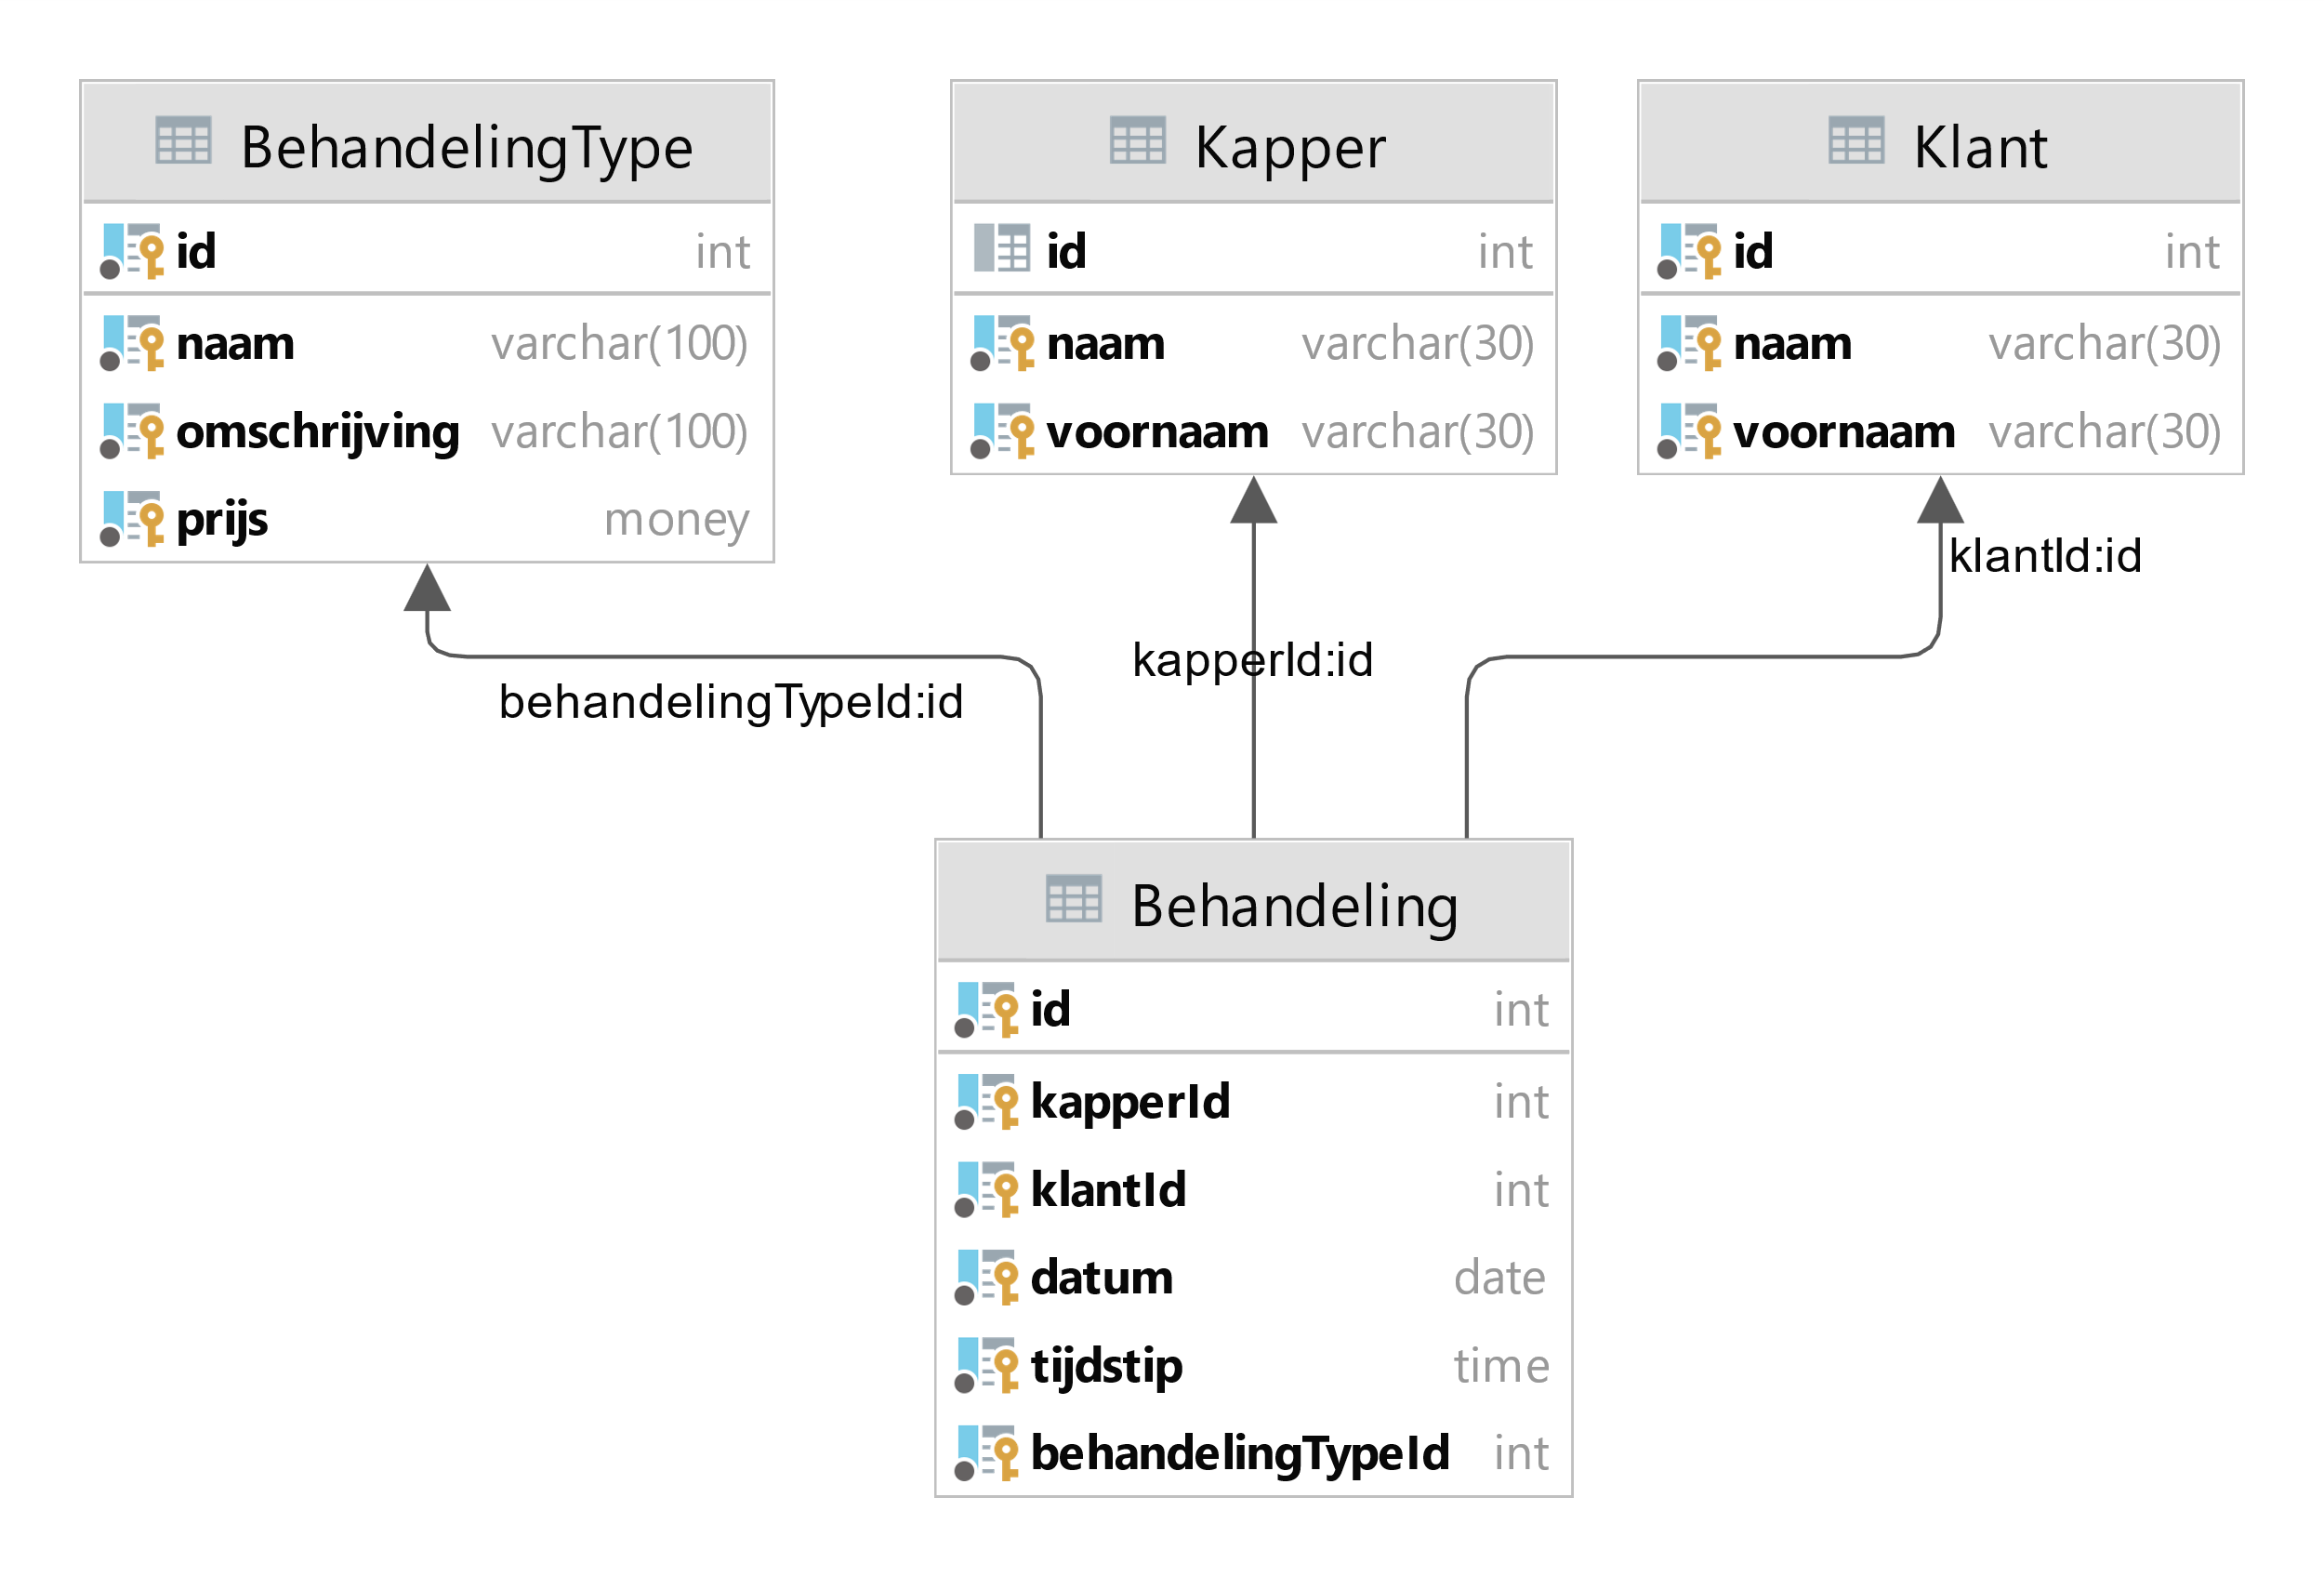 BehandelingType
id int
naam varchar(100)
omschrijving varchar(100)
prijs money
Kapper
id int
naam varchar(30)
voornaam varchar(30)
Klant
id int
naam varchar(30)
voornaam varchar(30)
klantId:id
kapperId:id
behandelingTypeId:id
Behandeling
id int
kapperId int
klantId int
datum date
tijdstip time
behandelingTypeId int